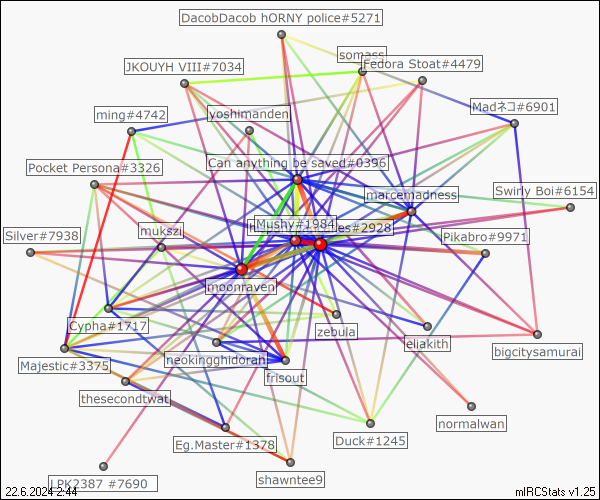 DacobDacob hORNY police#5271
somass
Fedora Stoat#4479
JKOUYH VIII#7034
Madネコ#6901
ming#4742
yoshimanden
Can anything be saved#0396
Pocket Persona#3326
marcemadness
Swirly Boi#6154
Mushy#1984
les#2928
mukszi
Silver#7938
Pikabro#9971
moonraven
Cypha#1717
zebula
eliakith
neokingghidorah
bigcitysamurai
Majestic#3375
frisout
thesecondtwat
normalwan
Eg.Master#1378
Duck#1245
shawntee9
LPK2387 #7690
22.6.2024 2:44
mIRCStats v1.25